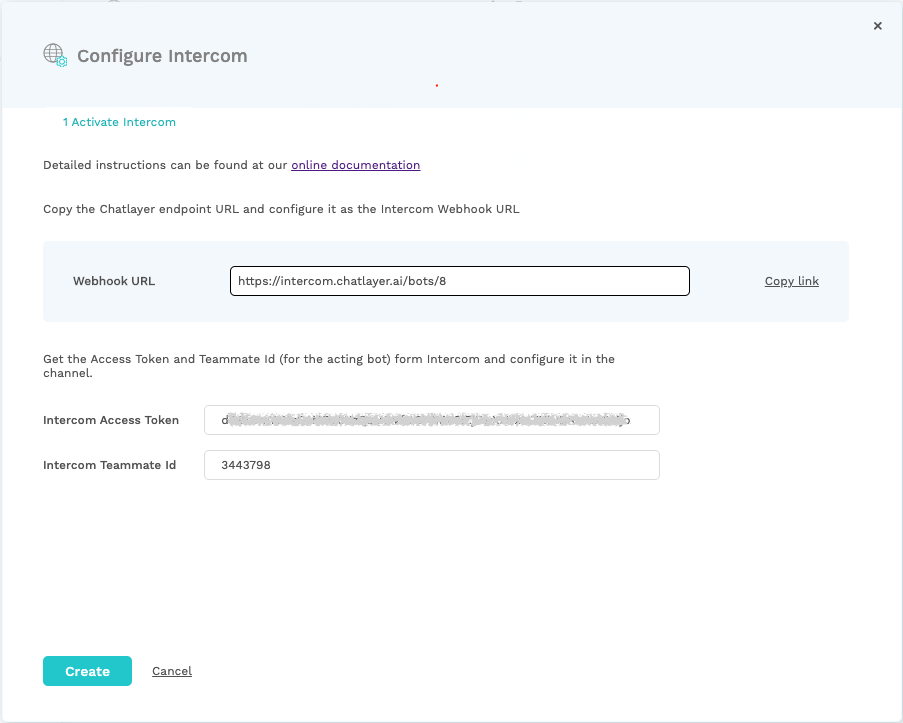 Configure Intercom
1 Activate Intercom
Detailed instructions can be found at our online documentation
Copy the Chatlayer endpoint URL and configure it as the Intercom Webhook URL
Webhook URL
https://intercom.chatlayer.ai/bots/8
Copy link
Get the Access Token and Teammate Id (for the acting bot) form Intercom and configure it in the
channel.
Intercom Access Token
Intercom Teammate Id
3443798
Create
Cancel